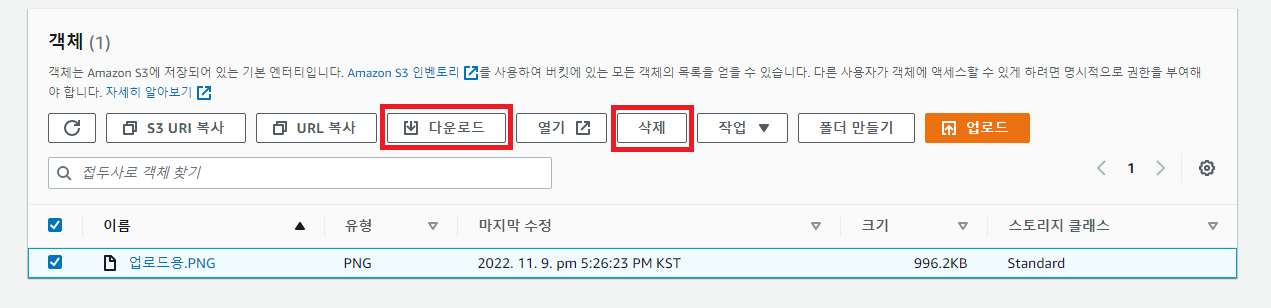 객체 (1)
객체는 Amazon S3에 저장되어 있는 기본 엔터티입니다. Amazon S3 인벤토리 를 사용하여 버킷에 있는 모든 객체의 목록을 얻을 수 있습니다. 다른 사용자가 객체에 액세스할 수 있게 하려면 명시적으로 권한을 부여해
야 합니다. 자세히 알아보기
S3 URI 복사 URL 복사 다운로드 열기 삭제 작업 폴더 만들기 업로드
접두사로 객체 찾기 1
이름 유형 마지막 수정 크기 스토리지 클래스
업로드용.PNG PNG 2022. 11. 9. pm 5:26:23 PM KST 996.2KB Standard